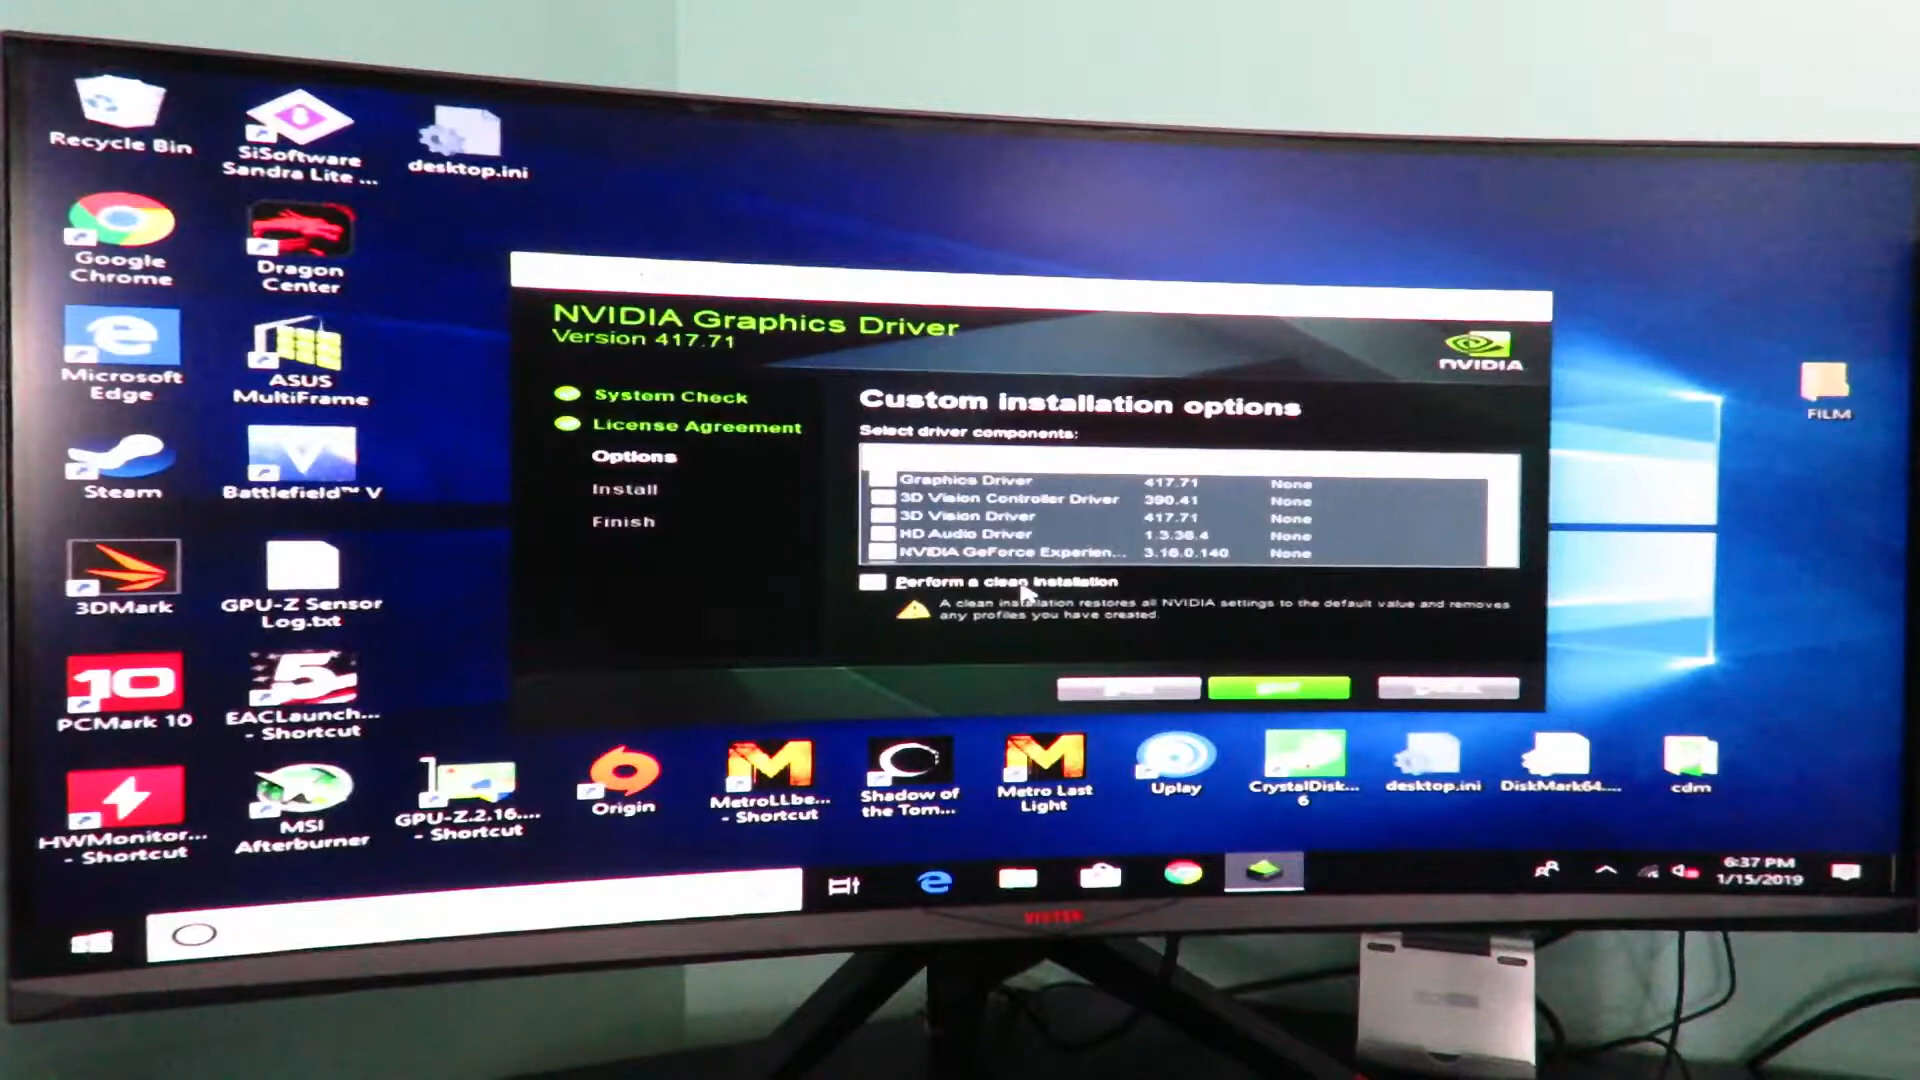 Recycle Bin
SiSoftware
Sandra Lite ...
desktop.ini
Google
Chrome
Dragon
Center
Microsoft
Edge
ASUS
MultiFrame
Steam
Battlefield™ V
3DMark
GPU-Z Sensor
Log.txt
10
PCMark 10
5
EACLaunch...
- Shortcut
HWMonitor...
- Shortcut
MSI
Afterburner
GPU-Z.2.16....
- Shortcut
Origin
MetroLLbe...
- Shortcut
Shadow of
the Tom...
Metro Last
Light
Uplay
CrystalDisk...
6
desktop.ini
DiskMark64....
cdm
FILM
NVIDIA Graphics Driver
Version 417.71
NVIDIA
System Check
License Agreement
Options
Install
Finish
Custom installation options
Select driver components:
Graphics Driver 417.71 None
3D Vision Controller Driver 390.41 None
3D Vision Driver 417.71 None
HD Audio Driver 1.3.38.4 None
NVIDIA GeForce Experien... 3.16.0.140 None
Perform a clean installation
A clean installation restores all NVIDIA settings to the default value and removes
any profiles you have created.
6:37 PM
1/15/2019